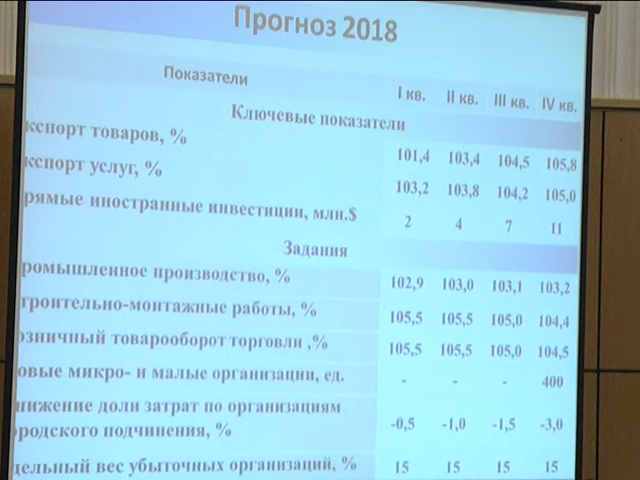 Прогноз 2018
Показатели I кв. II кв. III кв. IV кв.
Ключевые показатели
кспорт товаров, % 101,4 103,4 104,5 105,8
кспорт услуг, % 103,2 103,8 104,2 105,0
рямые иностранные инвестиции, млн.$ 2 4 7 11
Задания
ромышленное производство, % 102,9 103,0 103,1 103,2
троительно-монтажные работы, % 105,5 105,5 105,0 104,4
озничный товарооборот торговли ,% 105,5 105,5 105,0 104,5
овые микро- и малые организации, ед. - - - 400
нижение доли затрат по организациям
ородского подчинения, % -0,5 -1,0 -1,5 -3,0
дельный вес убыточных организаций, % 15 15 15 15